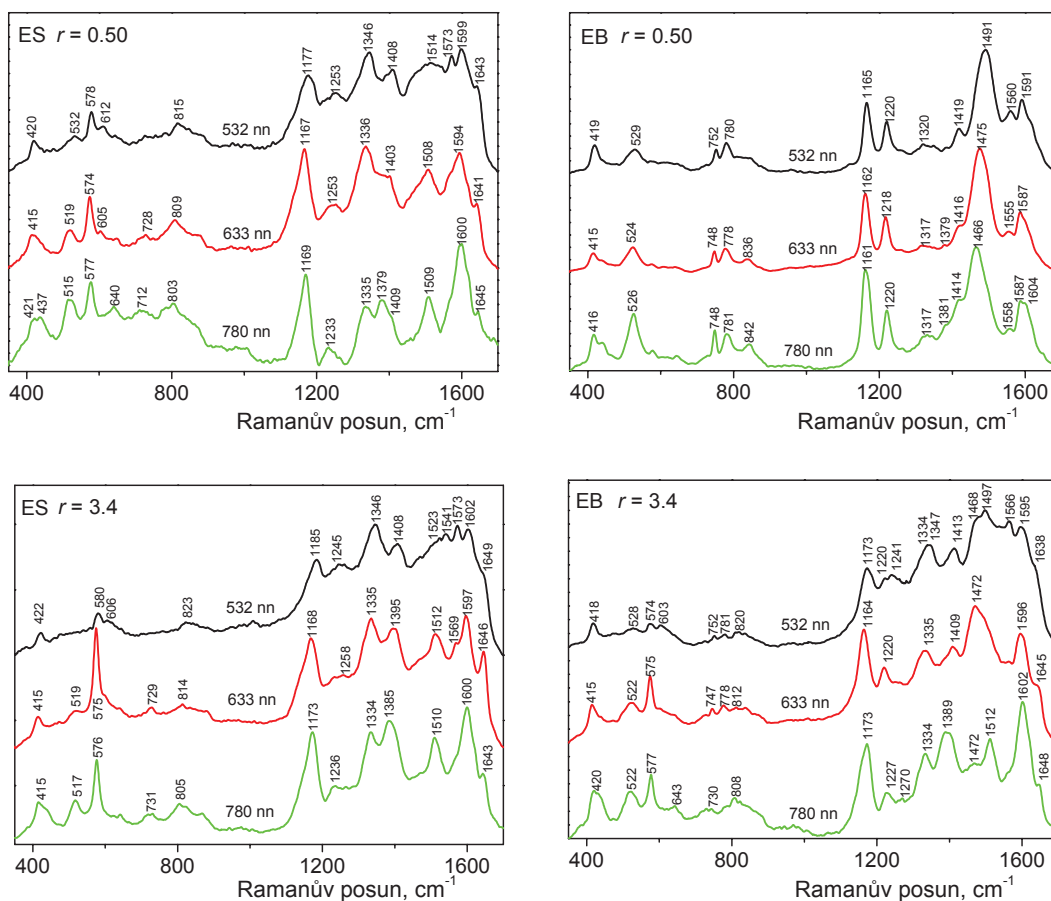 ES r = 0.50
420 532 578 612 815 1177 1253 1346 1408 1514 1573 1599 1643
532 nn
415 519 574 605 728 809 1167 1253 1336 1403 1508 1594 1641
633 nn
421 437 515 577 640 712 803 1169 1233 1335 1379 1409 1509 1600 1645
780 nn
400 800 1200 1600
Ramanův posun, cm-1
EB r = 0.50
419 529 752 780 1165 1220 1320 1419 1491 1560 1591
532 nn
415 524 748 778 836 1162 1218 1317 1379 1416 1475 1555 1587
633 nn
416 526 748 781 842 1161 1220 1317 1381 1414 1466 1558 1587 1604
780 nn
400 800 1200 1600
Ramanův posun, cm-1
ES r = 3.4
422 580 606 823 1185 1245 1346 1408 1523 1541 1573 1602 1649
532 nn
415 519 575 729 814 1168 1258 1335 1395 1512 1569 1597 1646
633 nn
415 517 576 731 805 1173 1236 1334 1385 1510 1600 1643
780 nn
400 800 1200 1600
Ramanův posun, cm-1
EB r = 3.4
418 528 574 603 752 781 820 1173 1220 1241 1334 1347 1413 1468 1497 1566 1595 1638
532 nn
415 522 575 747 778 812 1164 1220 1335 1409 1472 1596 1645
633 nn
420 522 577 643 730 808 1173 1227 1270 1334 1389 1472 1512 1602 1648
780 nn
400 800 1200 1600
Ramanův posun, cm-1